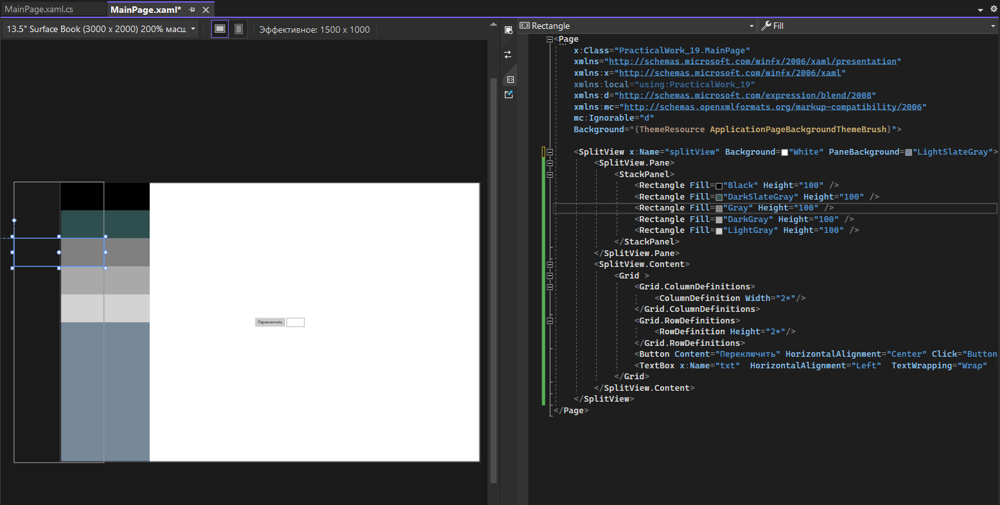 MainPage.xaml.cs
MainPage.xaml*
13.5" Surface Book (3000 x 2000) 200% масш
Эффективное: 1500 x 1000
Переключить
Rectangle
Fill
<Page
x:Class="PracticalWork_19.MainPage"
xmlns="http://schemas.microsoft.com/winfx/2006/xaml/presentation"
xmlns:x="http://schemas.microsoft.com/winfx/2006/xaml"
xmlns:local="using:PracticalWork_19"
xmlns:d="http://schemas.microsoft.com/expression/blend/2008"
xmlns:mc="http://schemas.openxmlformats.org/markup-compatibility/2006"
mc:Ignorable="d"
Background="{ThemeResource ApplicationPageBackgroundThemeBrush}">
<SplitView x:Name="splitView" Background="White" PaneBackground="LightSlateGray">
<SplitView.Pane>
<StackPanel>
<Rectangle Fill="Black" Height="100" />
<Rectangle Fill="DarkSlateGray" Height="100" />
<Rectangle Fill="Gray" Height="100" />
<Rectangle Fill="DarkGray" Height="100" />
<Rectangle Fill="LightGray" Height="100" />
</StackPanel>
</SplitView.Pane>
<SplitView.Content>
<Grid >
<Grid.ColumnDefinitions>
<ColumnDefinition Width="2*"/>
</Grid.ColumnDefinitions>
<Grid.RowDefinitions>
<RowDefinition Height="2*"/>
</Grid.RowDefinitions>
<Button Content="Переключить" HorizontalAlignment="Center" Click="Button
<TextBox x:Name="txt"  HorizontalAlignment="Left"  TextWrapping="Wrap"
</Grid>
</SplitView.Content>
</SplitView>
</Page>